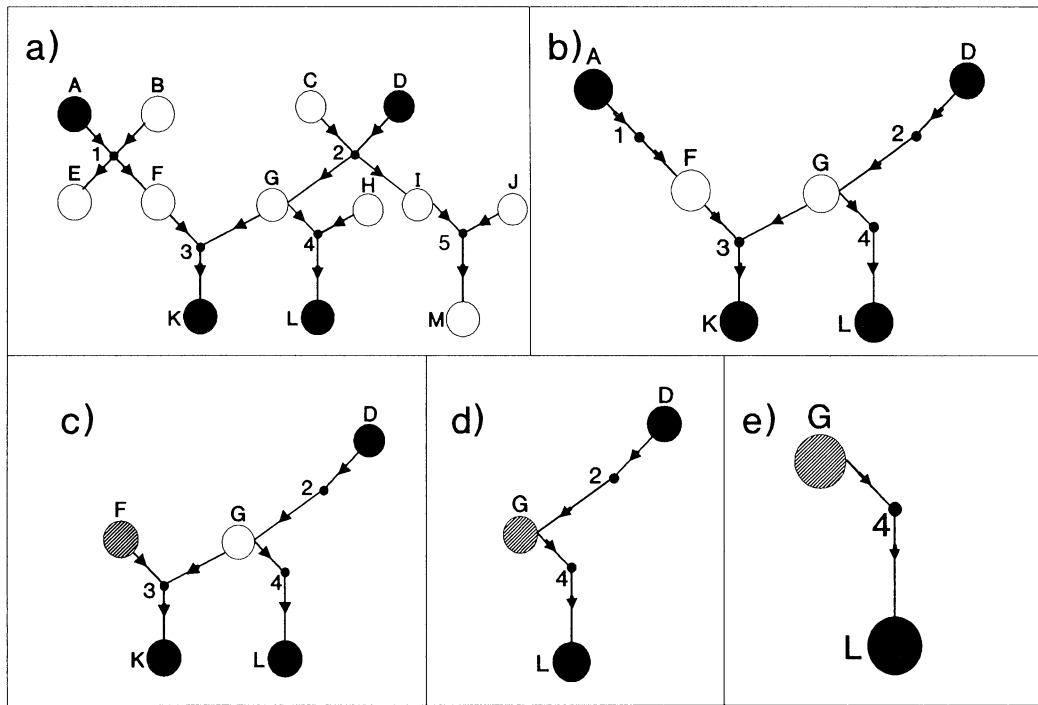 a)
A B C D
1 2
E F G H I J
3 4 5
K L M
b)
A D
1 2
F G
3 4
K L
c)
D
2
F G
3 4
K L
d)
D
2
G
4
L
e)
G
4
L